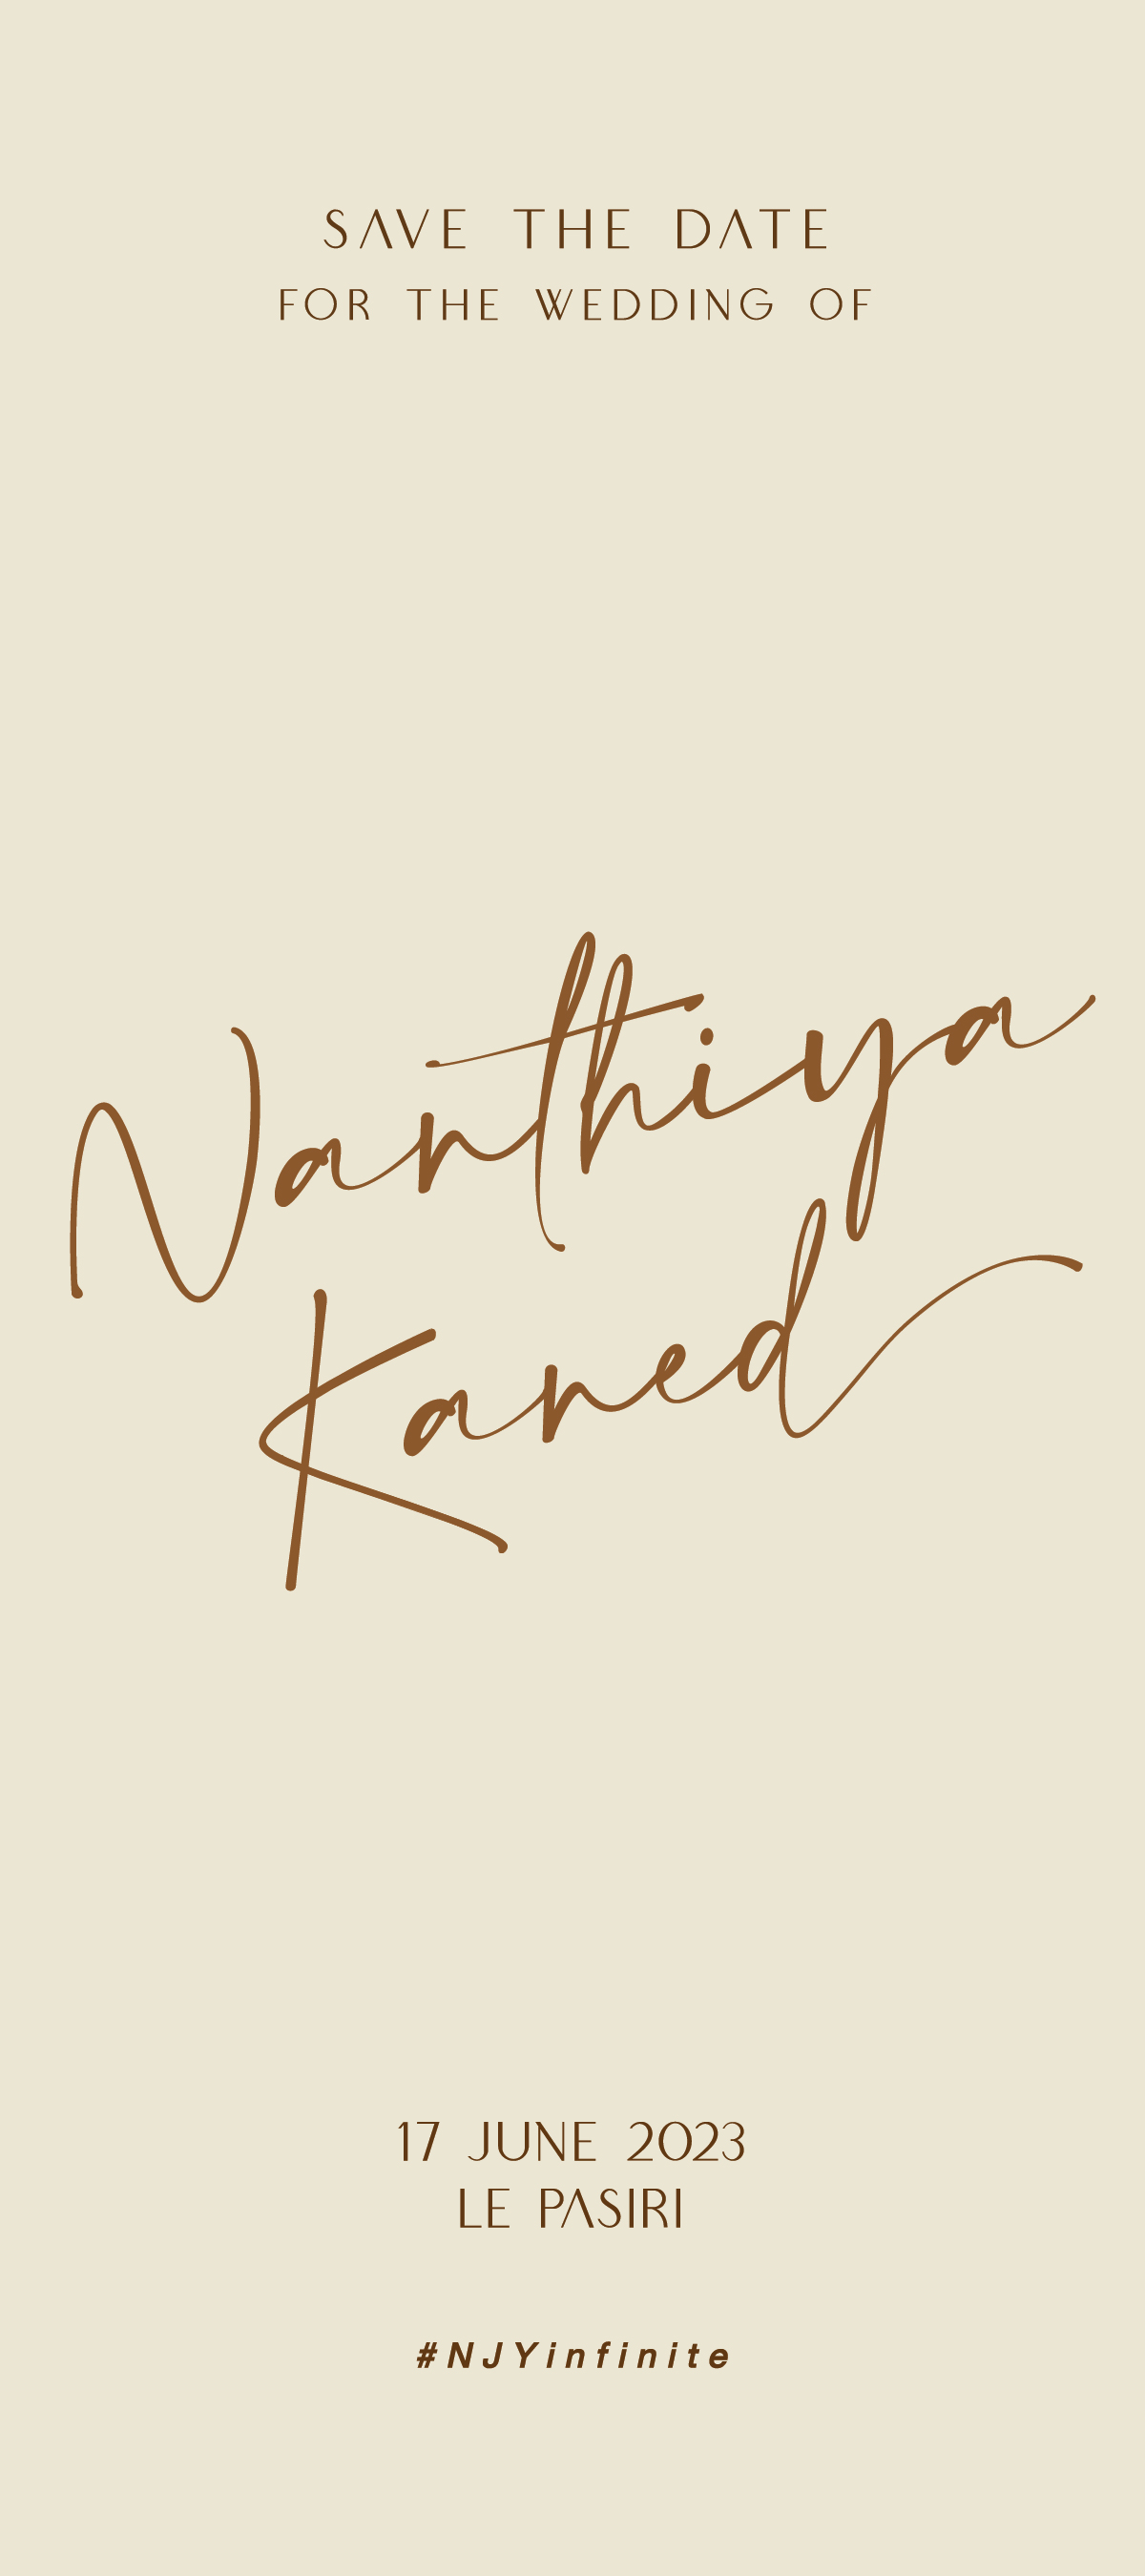 SAVE THE DATE
FOR THE WEDDING OF
Nanthiya
Kaned
17 JUNE 2023
LE PASIRI
#NJYinfinite